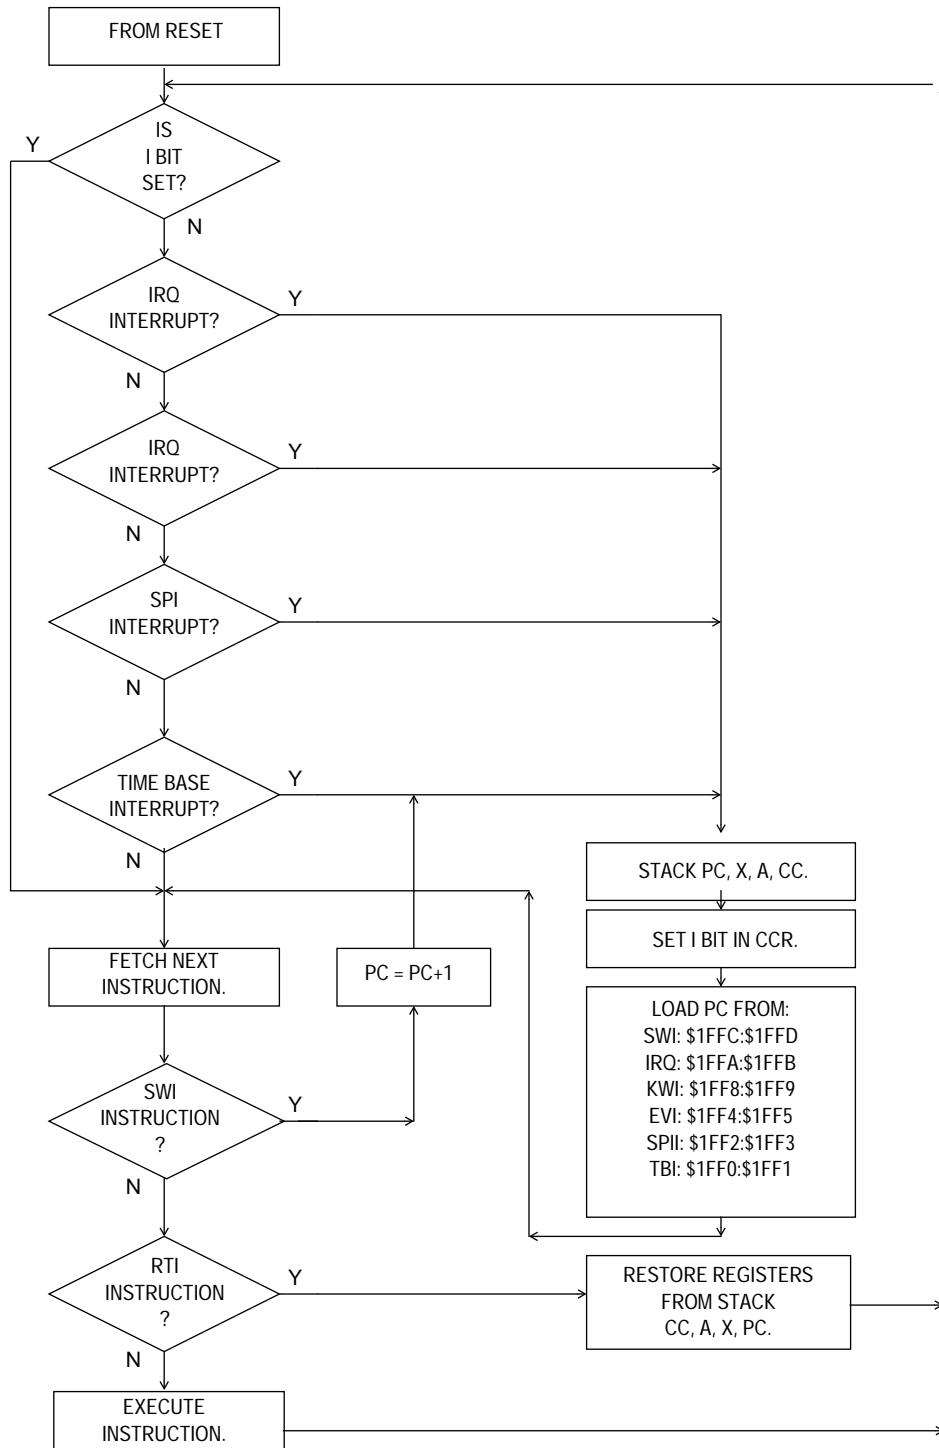 FROM RESET
Y
IS
I BIT
SET?
N
IRQ
INTERRUPT?
Y
N
IRQ
INTERRUPT?
Y
N
SPI
INTERRUPT?
Y
N
TIME BASE
INTERRUPT?
Y
N
STACK PC, X, A, CC.
SET I BIT IN CCR.
FETCH NEXT
INSTRUCTION.
PC = PC+1
LOAD PC FROM:
SWI: $1FFC:$1FFD
IRQ: $1FFA:$1FFB
KWI: $1FF8:$1FF9
EVI: $1FF4:$1FF5
SPII: $1FF2:$1FF3
TBI: $1FF0:$1FF1
SWI
INSTRUCTION
?
Y
N
RTI
INSTRUCTION
?
Y
N
RESTORE REGISTERS
FROM STACK
CC, A, X, PC.
EXECUTE
INSTRUCTION.